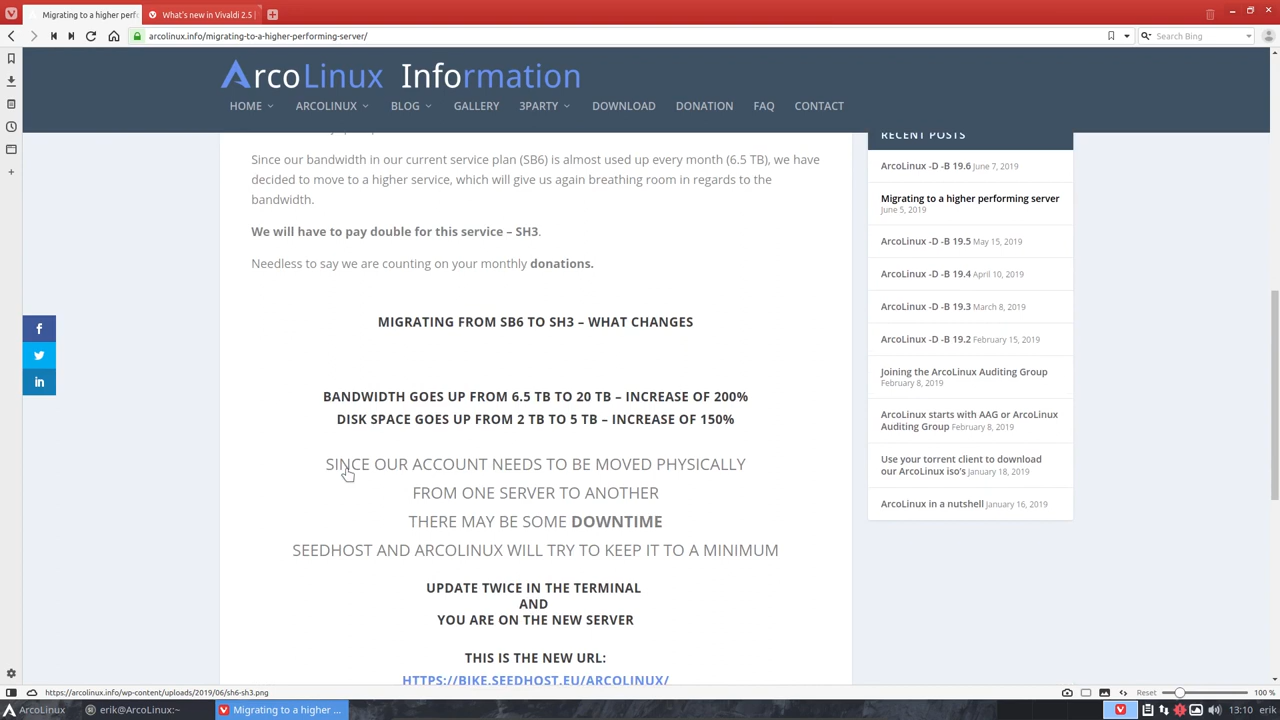 Migrating to a higher perf
What's new in Vivaldi 2.5 |
arcolinux.info/migrating-to-a-higher-performing-server/
Search Bing
ArcoLinux Information
HOME
ARCOLINUX
BLOG
GALLERY
3PARTY
DOWNLOAD
DONATION
FAQ
CONTACT
Since our bandwidth in our current service plan (SB6) is almost used up every month (6.5 TB), we have
decided to move to a higher service, which will give us again breathing room in regards to the
bandwidth.
We will have to pay double for this service – SH3.
Needless to say we are counting on your monthly donations.
MIGRATING FROM SB6 TO SH3 – WHAT CHANGES
BANDWIDTH GOES UP FROM 6.5 TB TO 20 TB – INCREASE OF 200%
DISK SPACE GOES UP FROM 2 TB TO 5 TB – INCREASE OF 150%
SINCE OUR ACCOUNT NEEDS TO BE MOVED PHYSICALLY
FROM ONE SERVER TO ANOTHER
THERE MAY BE SOME DOWNTIME
SEEDHOST AND ARCOLINUX WILL TRY TO KEEP IT TO A MINIMUM
UPDATE TWICE IN THE TERMINAL
AND
YOU ARE ON THE NEW SERVER
THIS IS THE NEW URL:
HTTPS://BIKE.SEEDHOST.EU/ARCOLINUX/
RECENT POSTS
ArcoLinux -D -B 19.6 June 7, 2019
Migrating to a higher performing server
June 5, 2019
ArcoLinux -D -B 19.5 May 15, 2019
ArcoLinux -D -B 19.4 April 10, 2019
ArcoLinux -D -B 19.3 March 8, 2019
ArcoLinux -D -B 19.2 February 15, 2019
Joining the ArcoLinux Auditing Group
February 8, 2019
ArcoLinux starts with AAG or ArcoLinux
Auditing Group February 8, 2019
Use your torrent client to download
our ArcoLinux iso's January 18, 2019
ArcoLinux in a nutshell January 16, 2019
https://arcolinux.info/wp-content/uploads/2019/06/sh6-sh3.png
Reset
100 %
ArcoLinux
erik@ArcoLinux:~
Migrating to a higher ...
13:10
erik